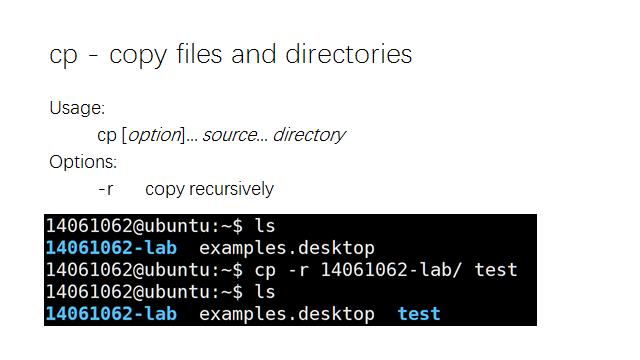 cp - copy files and directories
Usage:
cp [option]... source... directory
Options:
-r copy recursively
14061062@ubuntu:~$ ls
14061062-lab examples.desktop
14061062@ubuntu:~$ cp -r 14061062-lab/ test
14061062@ubuntu:~$ ls
14061062-lab examples.desktop test